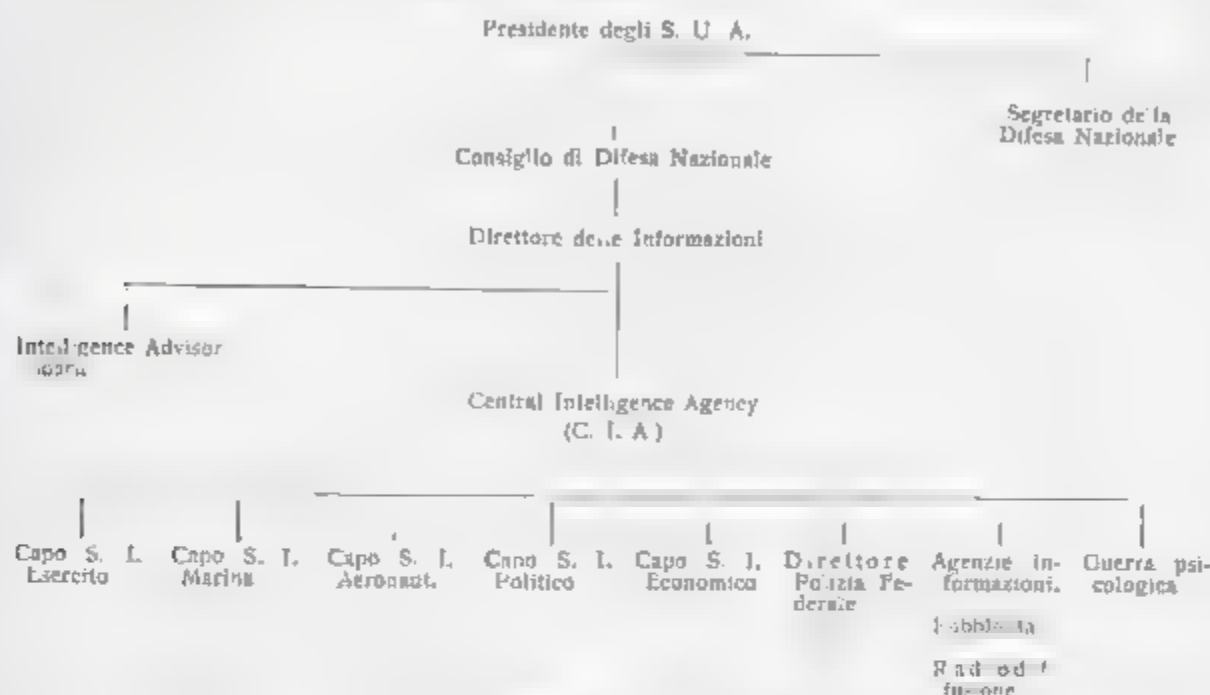 Presidente degli S. U. A.
Segretario della
Difesa Nazionale
Consiglio di Difesa Nazionale
Direttore delle Informazioni
Intelligence Advisor
Central Intelligence Agency
(C. I. A)
Capo S. I.
Esercito
Capo S. I.
Marina
Capo S. I.
Aeronaut.
Capo S. I.
Politico
Capo S. I.
Economico
Direttore
Polizia Fe-
derale
Agenzie in-
formazioni.
Guerra psi-
cologica